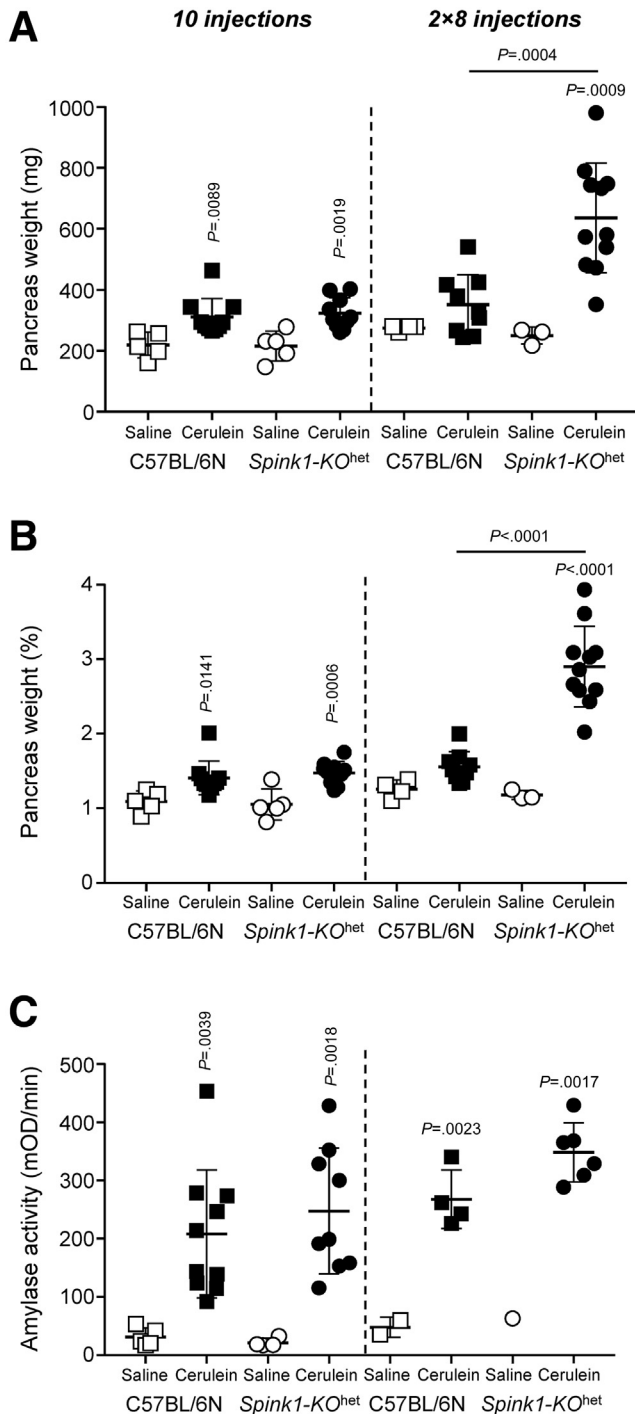 A
10 injections
2×8 injections
P=.0004
P=.0009
P=.0089
P=.0019
Pancreas weight (mg)
1000
800
600
400
200
0
Saline Cerulein Saline Cerulein Saline Cerulein Saline Cerulein
C57BL/6N Spink1-KOhet C57BL/6N Spink1-KOhet
B
P<.0001
P<.0001
P=.0141
P=.0006
Pancreas weight (%)
4
3
2
1
0
Saline Cerulein Saline Cerulein Saline Cerulein Saline Cerulein
C57BL/6N Spink1-KOhet C57BL/6N Spink1-KOhet
C
P=.0039
P=.0018
P=.0023
P=.0017
Amylase activity (mOD/min)
500
400
300
200
100
0
Saline Cerulein Saline Cerulein Saline Cerulein Saline Cerulein
C57BL/6N Spink1-KOhet C57BL/6N Spink1-KOhet